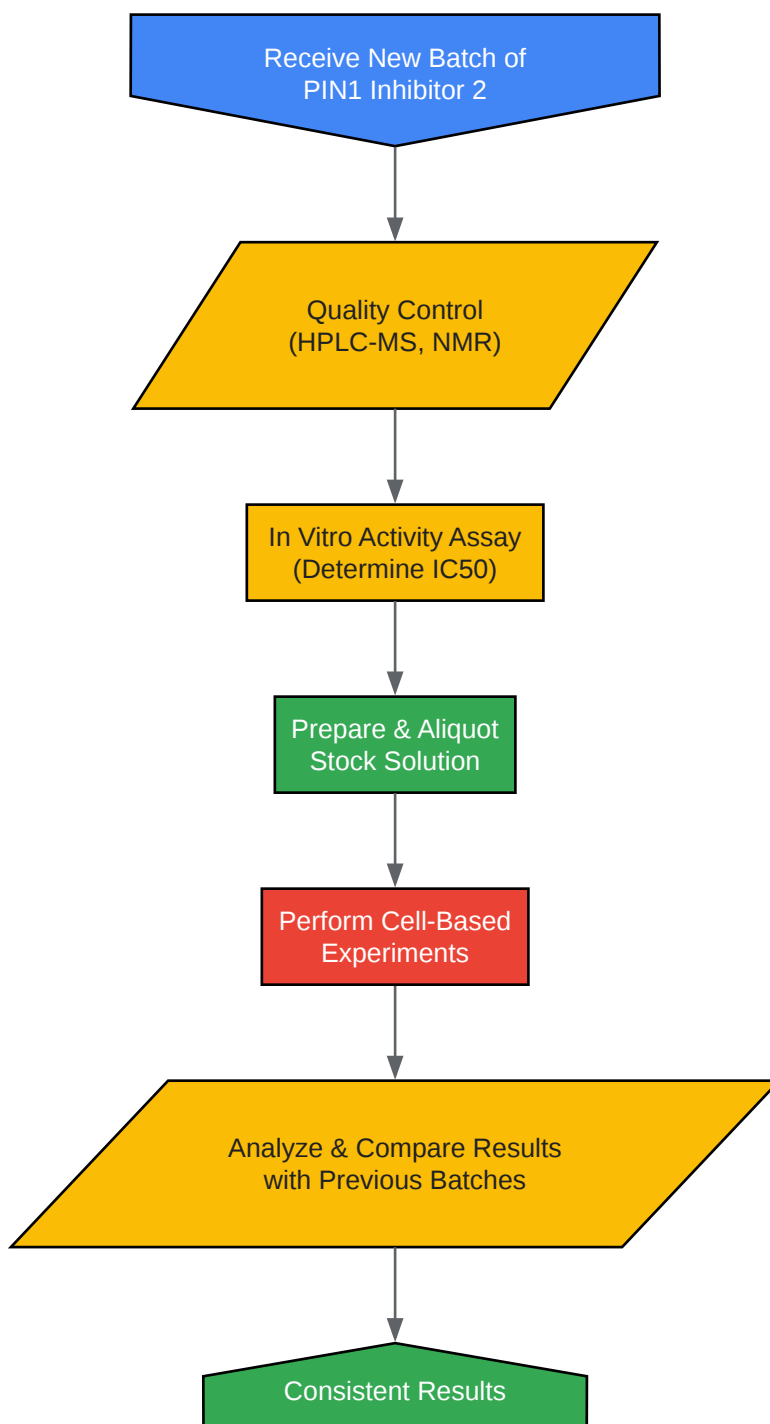 Receive New Batch of
PIN1 Inhibitor 2
Quality Control
(HPLC-MS, NMR)
In Vitro Activity Assay
(Determine IC50)
Prepare & Aliquot
Stock Solution
Perform Cell-Based
Experiments
Analyze & Compare Results
with Previous Batches
Consistent Results